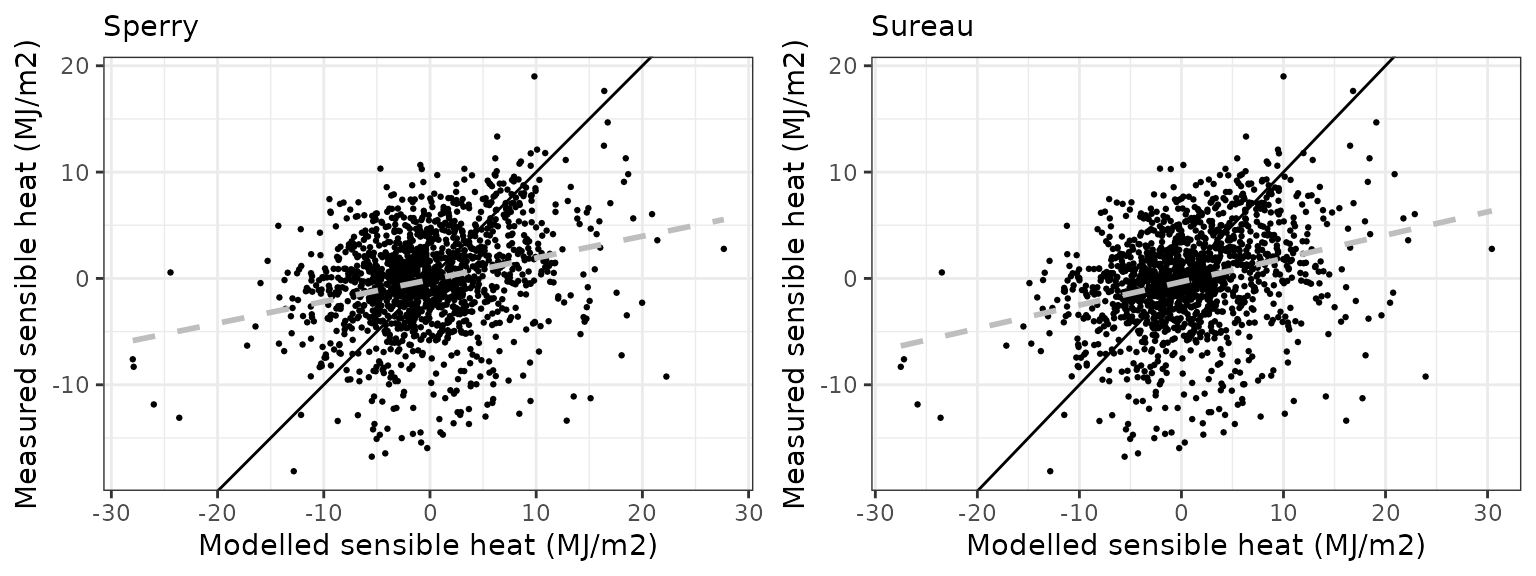 Sperry
Measured sensible heat (MJ/m2)
20
10
0
-10
-30 -20 -10 0 10 20 30
Modelled sensible heat (MJ/m2)
Sureau
Measured sensible heat (MJ/m2)
20
10
0
-10
-30 -20 -10 0 10 20 30
Modelled sensible heat (MJ/m2)